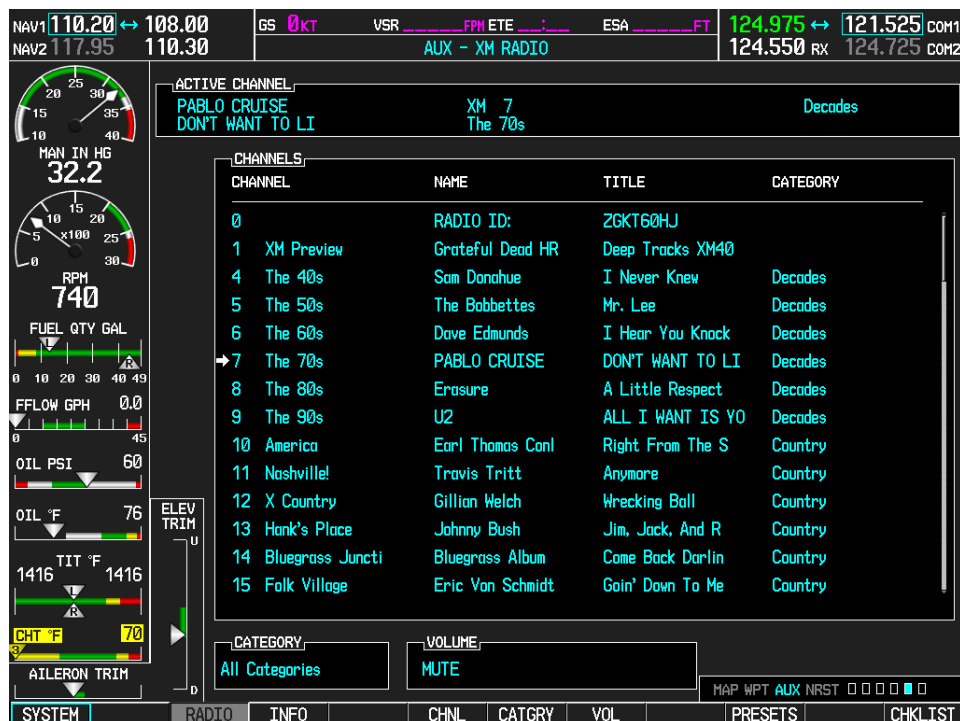 NAV1 110.20 ↔ 108.00
NAV2 117.95 110.30
GS 0KT VSR ______FPM ETE __:__ ESA ______FT
AUX - XM RADIO
124.975 ↔ 121.525 COM1
124.550 RX 124.725 COM2
ACTIVE CHANNEL
PABLO CRUISE XM 7 Decades
DON'T WANT TO LI The 70s
10 15 20 25 30 35 40
MAN IN HG
32.2
0 5 10 15 20 25 30
x100
RPM
740
FUEL QTY GAL
L
R
0 10 20 30 40 49
FFLOW GPH 0.0
0 45
OIL PSI 60
OIL °F 76
TIT °F
1416 1416
L
R
CHT °F 70
3
AILERON TRIM
ELEV
TRIM
U
D
CHANNELS
CHANNEL NAME TITLE CATEGORY
0 RADIO ID: ZGKT60HJ
1 XM Preview Grateful Dead HR Deep Tracks XM40
4 The 40s Sam Donahue I Never Knew Decades
5 The 50s The Bobbettes Mr. Lee Decades
6 The 60s Dave Edmunds I Hear You Knock Decades
7 The 70s PABLO CRUISE DON'T WANT TO LI Decades
8 The 80s Erasure A Little Respect Decades
9 The 90s U2 ALL I WANT IS YO Decades
10 America Earl Thomas Conl Right From The S Country
11 Nashville! Travis Tritt Anymore Country
12 X Country Gillian Welch Wrecking Ball Country
13 Hank's Place Johnny Bush Jim, Jack, And R Country
14 Bluegrass Juncti Bluegrass Album Come Back Darlin Country
15 Folk Village Eric Von Schmidt Goin' Down To Me Country
CATEGORY
All Categories
VOLUME
MUTE
MAP WPT AUX NRST
SYSTEM RADIO INFO CHNL CATGRY VOL PRESETS CHKLIST